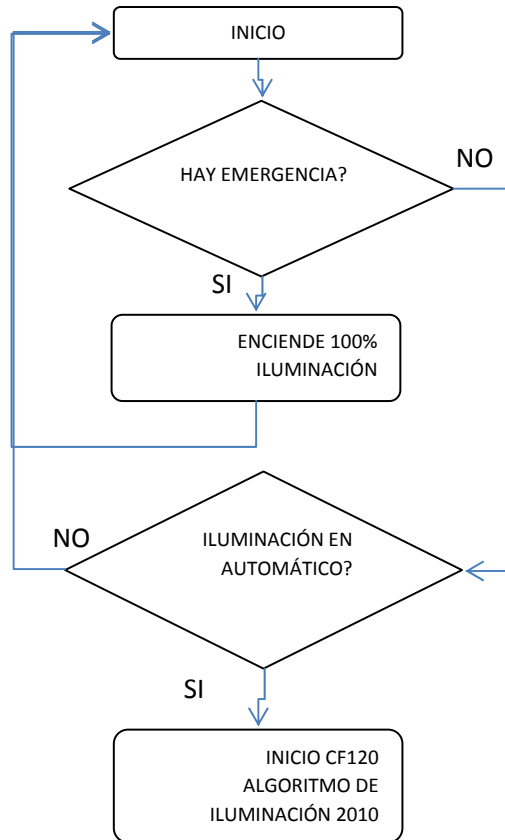 INICIO
HAY EMERGENCIA?
NO
SI
ENCIENDE 100%
ILUMINACIÓN
NO
ILUMINACIÓN EN
AUTOMÁTICO?
SI
INICIO CF120
ALGORITMO DE
ILUMINACIÓN 2010